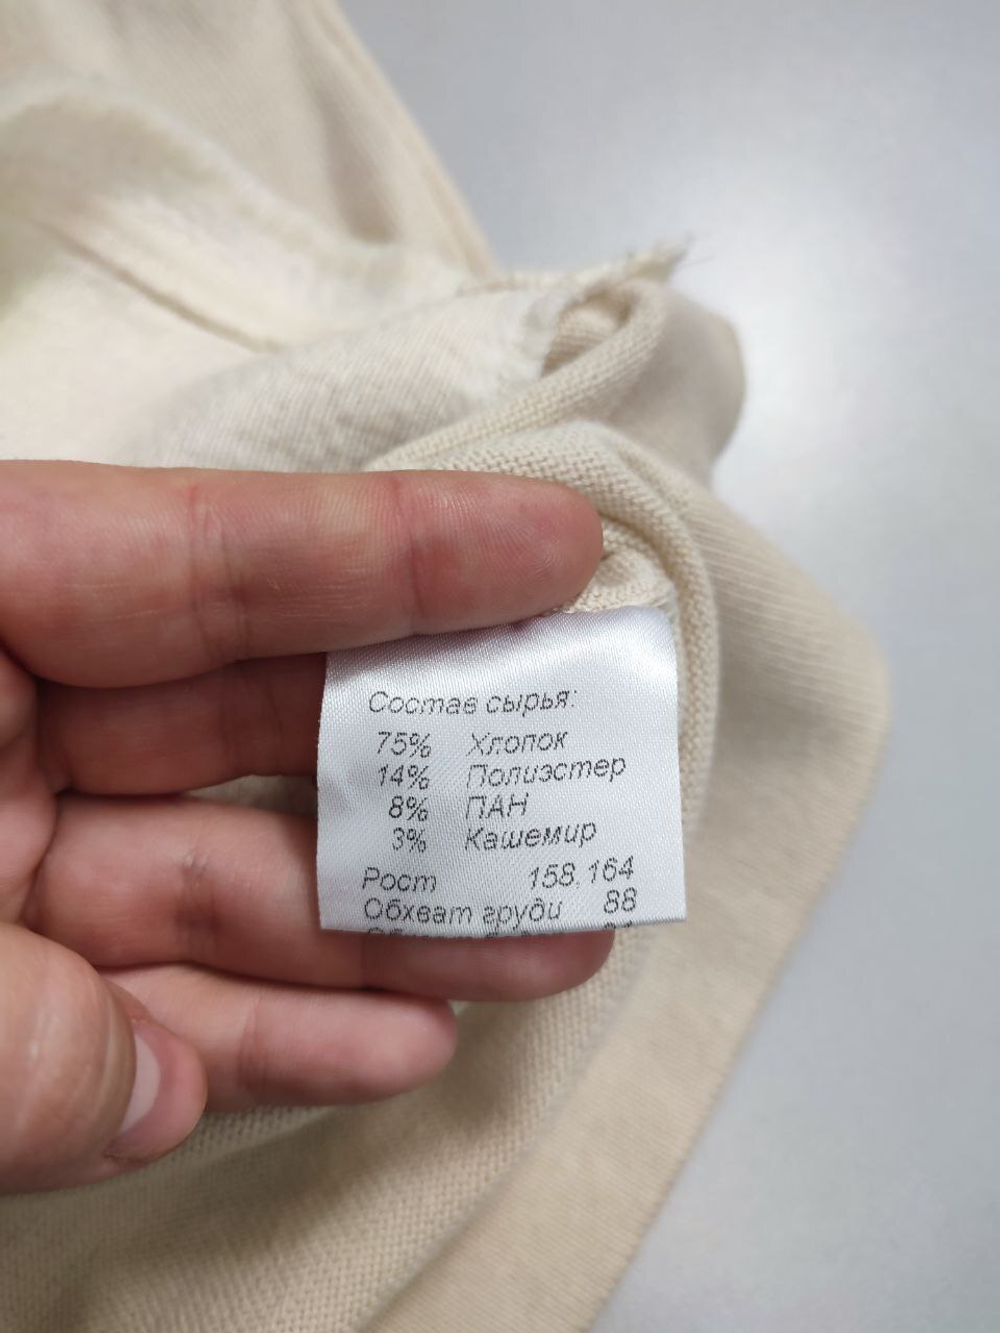 Состав сырья:
75% Хлопок
14% Полиэстер
8% ПАН
3% Кашемир
Рост 158,164
Обхват груди 88